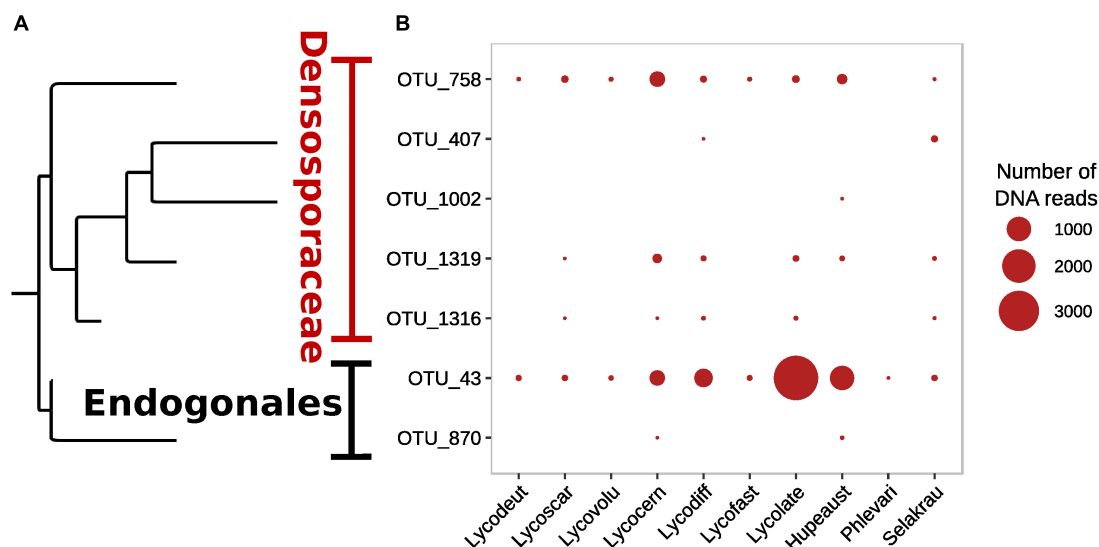 A
B
Densosporaceae
Endogonales
OTU_758
OTU_407
OTU_1002
OTU_1319
OTU_1316
OTU_43
OTU_870
Lycodeut
Lycoscar
Lycovolu
Lycocern
Lycodiff
Lycofast
Lycolate
Hupeaust
Phlevari
Selakrau
Number of
DNA reads
1000
2000
3000